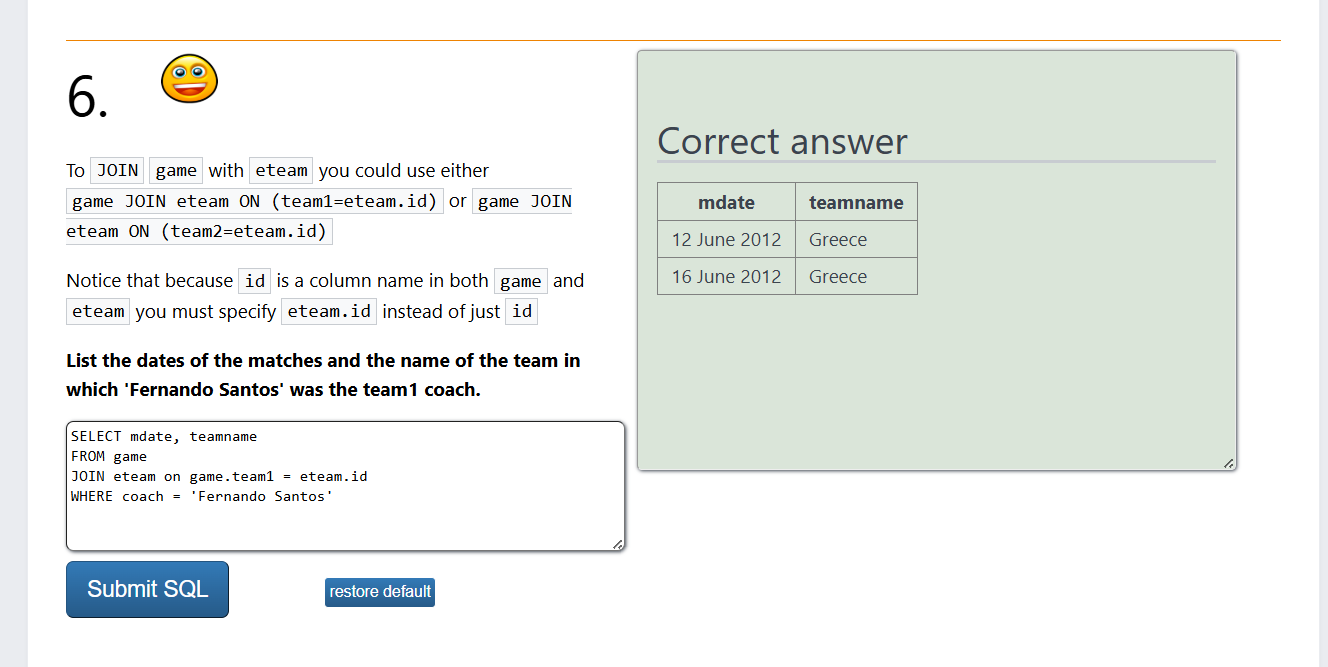 6.
To JOIN game with eteam you could use either
game JOIN eteam ON (team1=eteam.id) or game JOIN
eteam ON (team2=eteam.id)
Notice that because id is a column name in both game and
eteam you must specify eteam.id instead of just id
List the dates of the matches and the name of the team in
which 'Fernando Santos' was the team1 coach.
SELECT mdate, teamname
FROM game
JOIN eteam on game.team1 = eteam.id
WHERE coach = 'Fernando Santos'
Submit SQL
restore default
Correct answer
mdate teamname
12 June 2012 Greece
16 June 2012 Greece